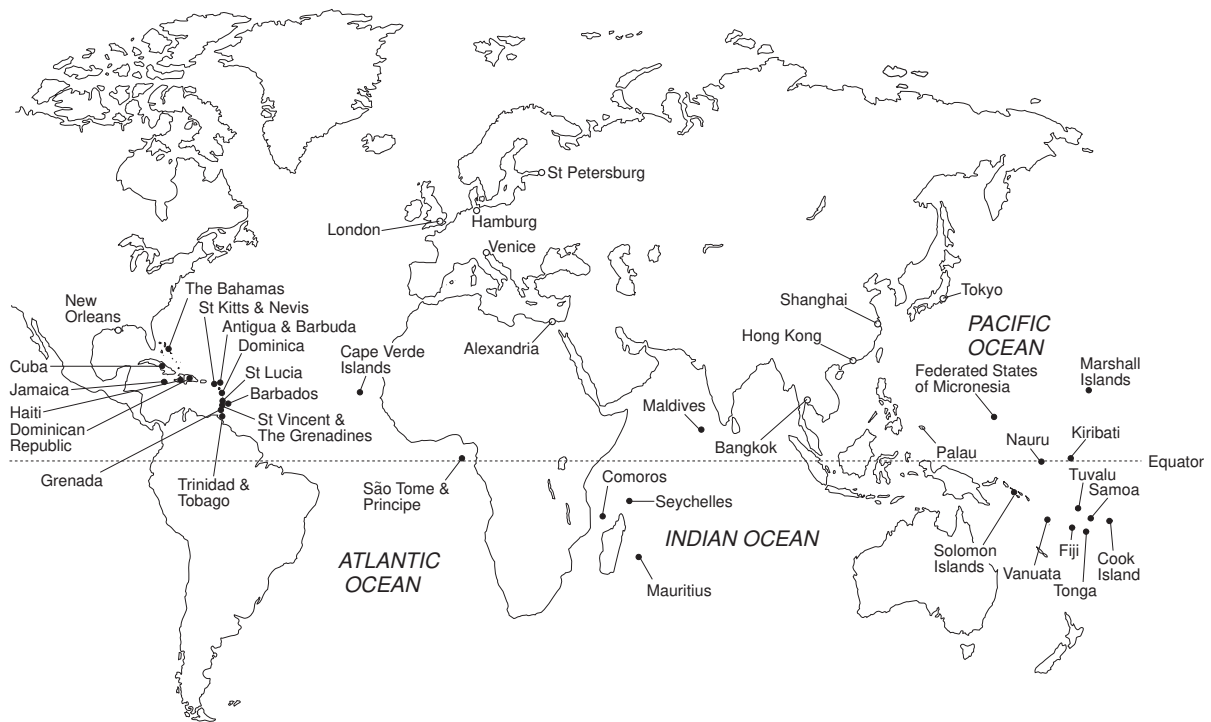 St Petersburg
London
Hamburg
Venice
The Bahamas
New
Orleans
St Kitts & Nevis
Antigua & Barbuda
Dominica
Shanghai
Tokyo
Hong Kong
PACIFIC
OCEAN
Alexandria
Cape Verde
Islands
Cuba
Jamaica
Haiti
Dominican
Republic
St Lucia
Barbados
St Vincent &
The Grenadines
Grenada
Trinidad &
Tobago
Maldives
Bangkok
Federated States
of Micronesia
Marshall
Islands
Palau
Nauru
Kiribati
Equator
São Tome &
Principe
Comoros
Seychelles
Tuvalu
Samoa
INDIAN OCEAN
ATLANTIC
OCEAN
Mauritius
Solomon
Islands
Vanuata
Fiji
Tonga
Cook
Island